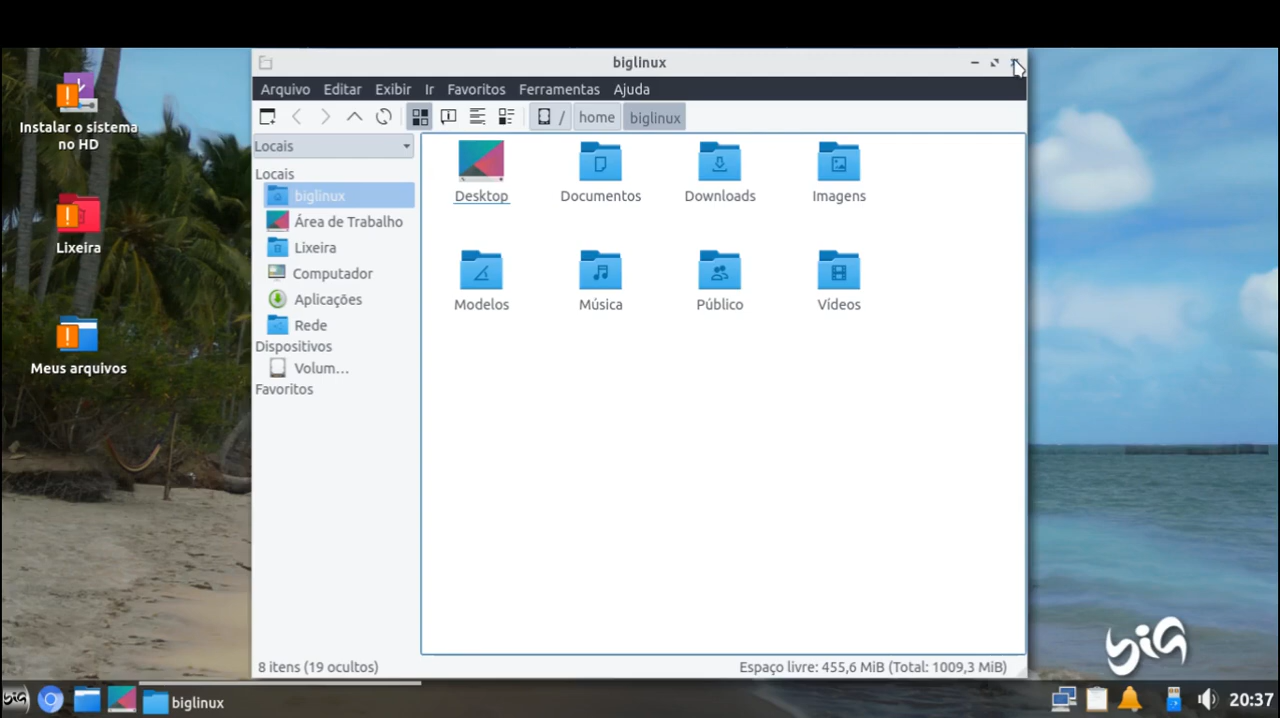 biglinux
Arquivo Editar Exibir Ir Favoritos Ferramentas Ajuda
/ home biglinux
Instalar o sistema
no HD
Lixeira
Meus arquivos
Locais
Locais
biglinux
Área de Trabalho
Lixeira
Computador
Aplicações
Rede
Dispositivos
Volum...
Favoritos
Desktop Documentos Downloads Imagens
Modelos Música Público Vídeos
8 itens (19 ocultos) Espaço livre: 455,6 MiB (Total: 1009,3 MiB)
big
big biglinux 20:37